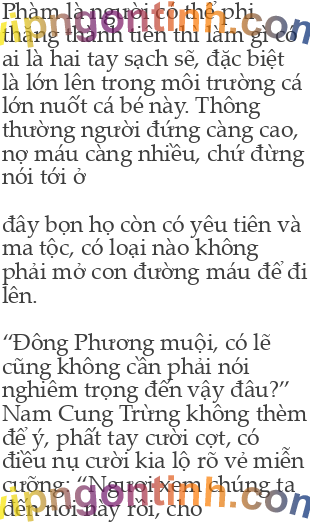 Phàm là người có thể phi
thăng thành tiên thì làm gì có
ai là hai tay sạch sẽ, đặc biệt
là lớn lên trong môi trường cá
lớn nuốt cá bé này. Thông
thường người đứng càng cao,
nợ máu càng nhiều, chứ đừng
nói tới ở
đây bọn họ còn có yêu tiên và
ma tộc, có loại nào không
phải mở con đường máu để đi
lên.
“Đông Phương muội, có lẽ
cũng không cần phải nói
nghiêm trọng đến vậy đâu?”
Nam Cung Trừng không thèm
để ý, phất tay cười cợt, có
điều nụ cười kia lộ rõ vẻ miễn
cưỡng: “Ngươi xem chúng ta
đến nơi này rồi, cho
vipngontinh.com
vipngontinh.com